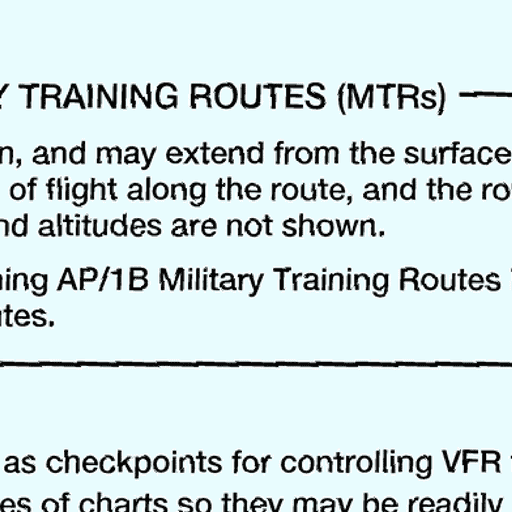 Y TRAINING ROUTES (MTRs)
n, and may extend from the surface
of flight along the route, and the ro
nd altitudes are not shown.
ning AP/1B Military Training Routes
utes.
as checkpoints for controlling VFR
es of charts so they may be readily